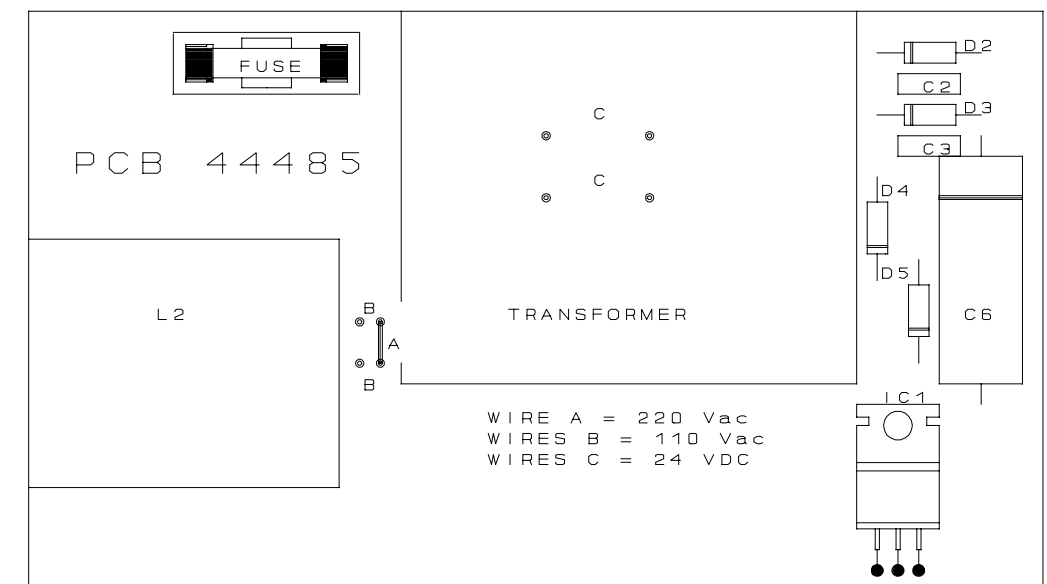 D2
FUSE
C2
D3
C
C3
PCB 44485
C
D4
D5
B
L2
TRANSFORMER
C6
A
B
IC1
WIRE A = 220 Vac
WIRES B = 110 Vac
WIRES C = 24 VDC